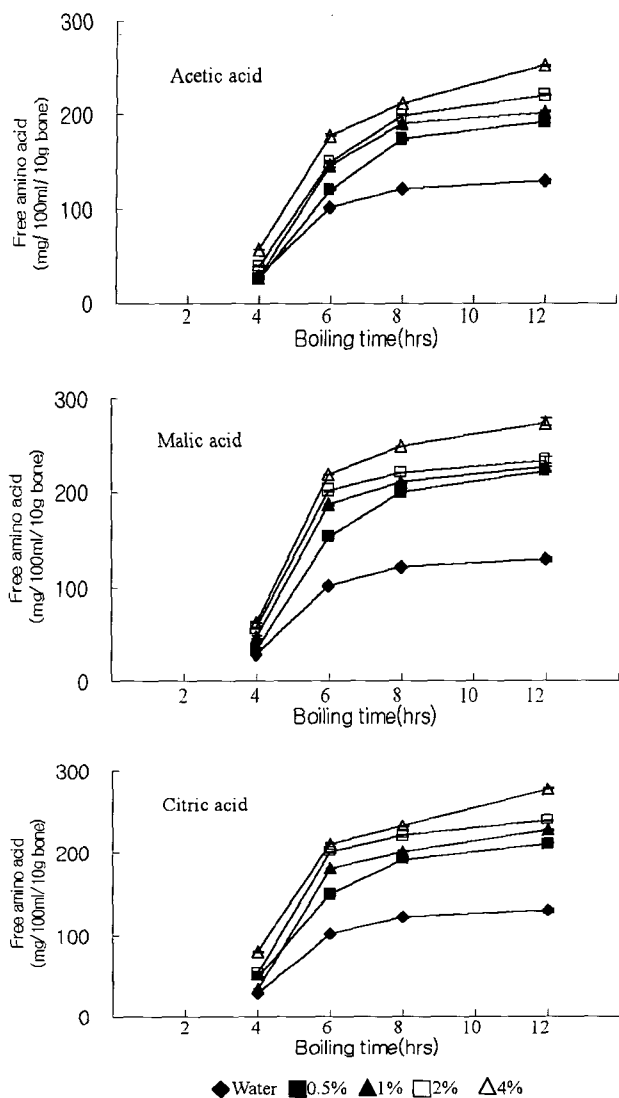 300
Acetic acid
200
100
0
Free amino acid
(mg/100ml/10g bone)
2 4 6 8 10 12
Boiling time(hrs)
300
Malic acid
200
100
0
Free amino acid
(mg/100ml/10g bone)
2 4 6 8 10 12
Boiling time(hrs)
300
Citric acid
200
100
0
Free amino acid
(mg/100ml/10g bone)
2 4 6 8 10 12
Boiling time(hrs)
◆Water ■0.5% ▲1% □2% △4%